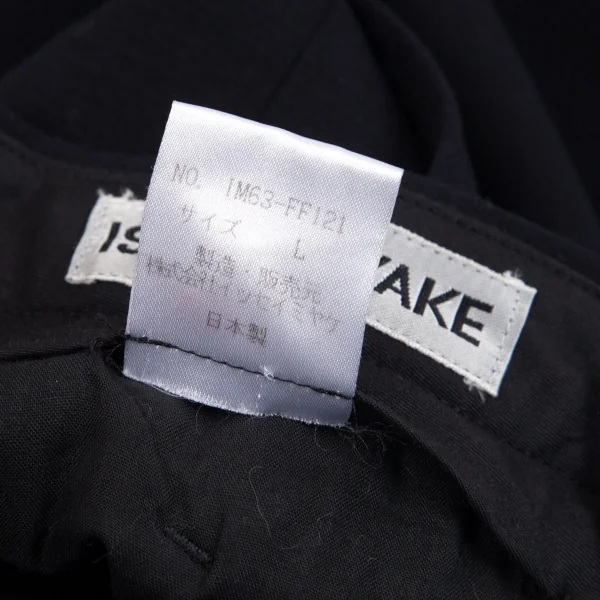 NO. IM63-FF121
サイズ L
製造・販売元
株式会社イッセイミヤケ
日本製
IS YAKE